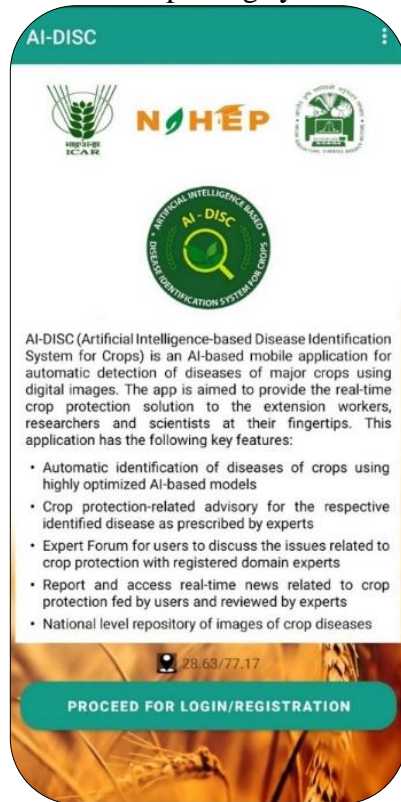 AI-DISC
NAHEP
ICAR
ARTIFICIAL INTELLIGENCE BASED
AI - DISC
DISEASE IDENTIFICATION SYSTEM FOR CROPS
AI-DISC (Artificial Intelligence-based Disease Identification
System for Crops) is an AI-based mobile application for
automatic detection of diseases of major crops using
digital images. The app is aimed to provide the real-time
crop protection solution to the extension workers,
researchers and scientists at their fingertips. This
application has the following key features:
• Automatic identification of diseases of crops using
highly optimized AI-based models
• Crop protection-related advisory for the respective
identified disease as prescribed by experts
• Expert Forum for users to discuss the issues related to
crop protection with registered domain experts
• Report and access real-time news related to crop
protection fed by users and reviewed by experts
• National level repository of images of crop diseases
28.63/77.17
PROCEED FOR LOGIN/REGISTRATION